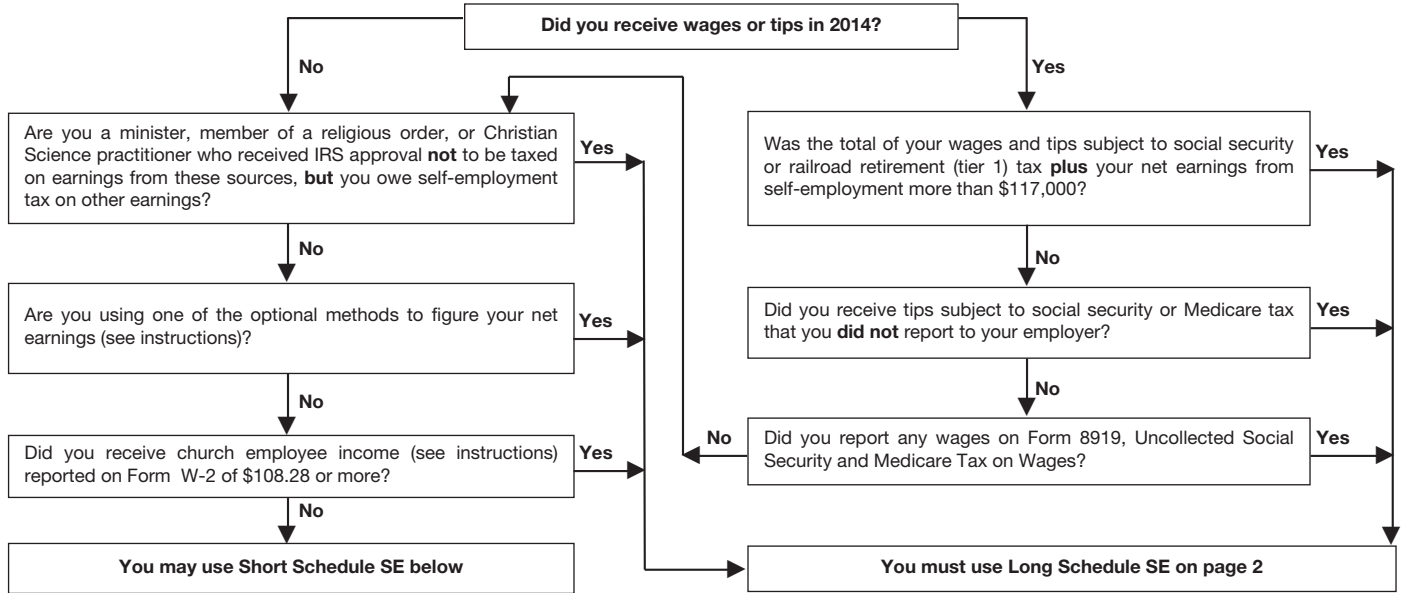 Did you receive wages or tips in 2014?
No
Yes
Are you a minister, member of a religious order, or Christian
Science practitioner who received IRS approval not to be taxed
on earnings from these sources, but you owe self-employment
tax on other earnings?
Yes
Was the total of your wages and tips subject to social security
or railroad retirement (tier 1) tax plus your net earnings from
self-employment more than $117,000?
Yes
No
No
Are you using one of the optional methods to figure your net
earnings (see instructions)?
Yes
Did you receive tips subject to social security or Medicare tax
that you did not report to your employer?
Yes
No
No
Did you receive church employee income (see instructions)
reported on Form W-2 of $108.28 or more?
Yes
No
Did you report any wages on Form 8919, Uncollected Social
Security and Medicare Tax on Wages?
Yes
No
You may use Short Schedule SE below
You must use Long Schedule SE on page 2